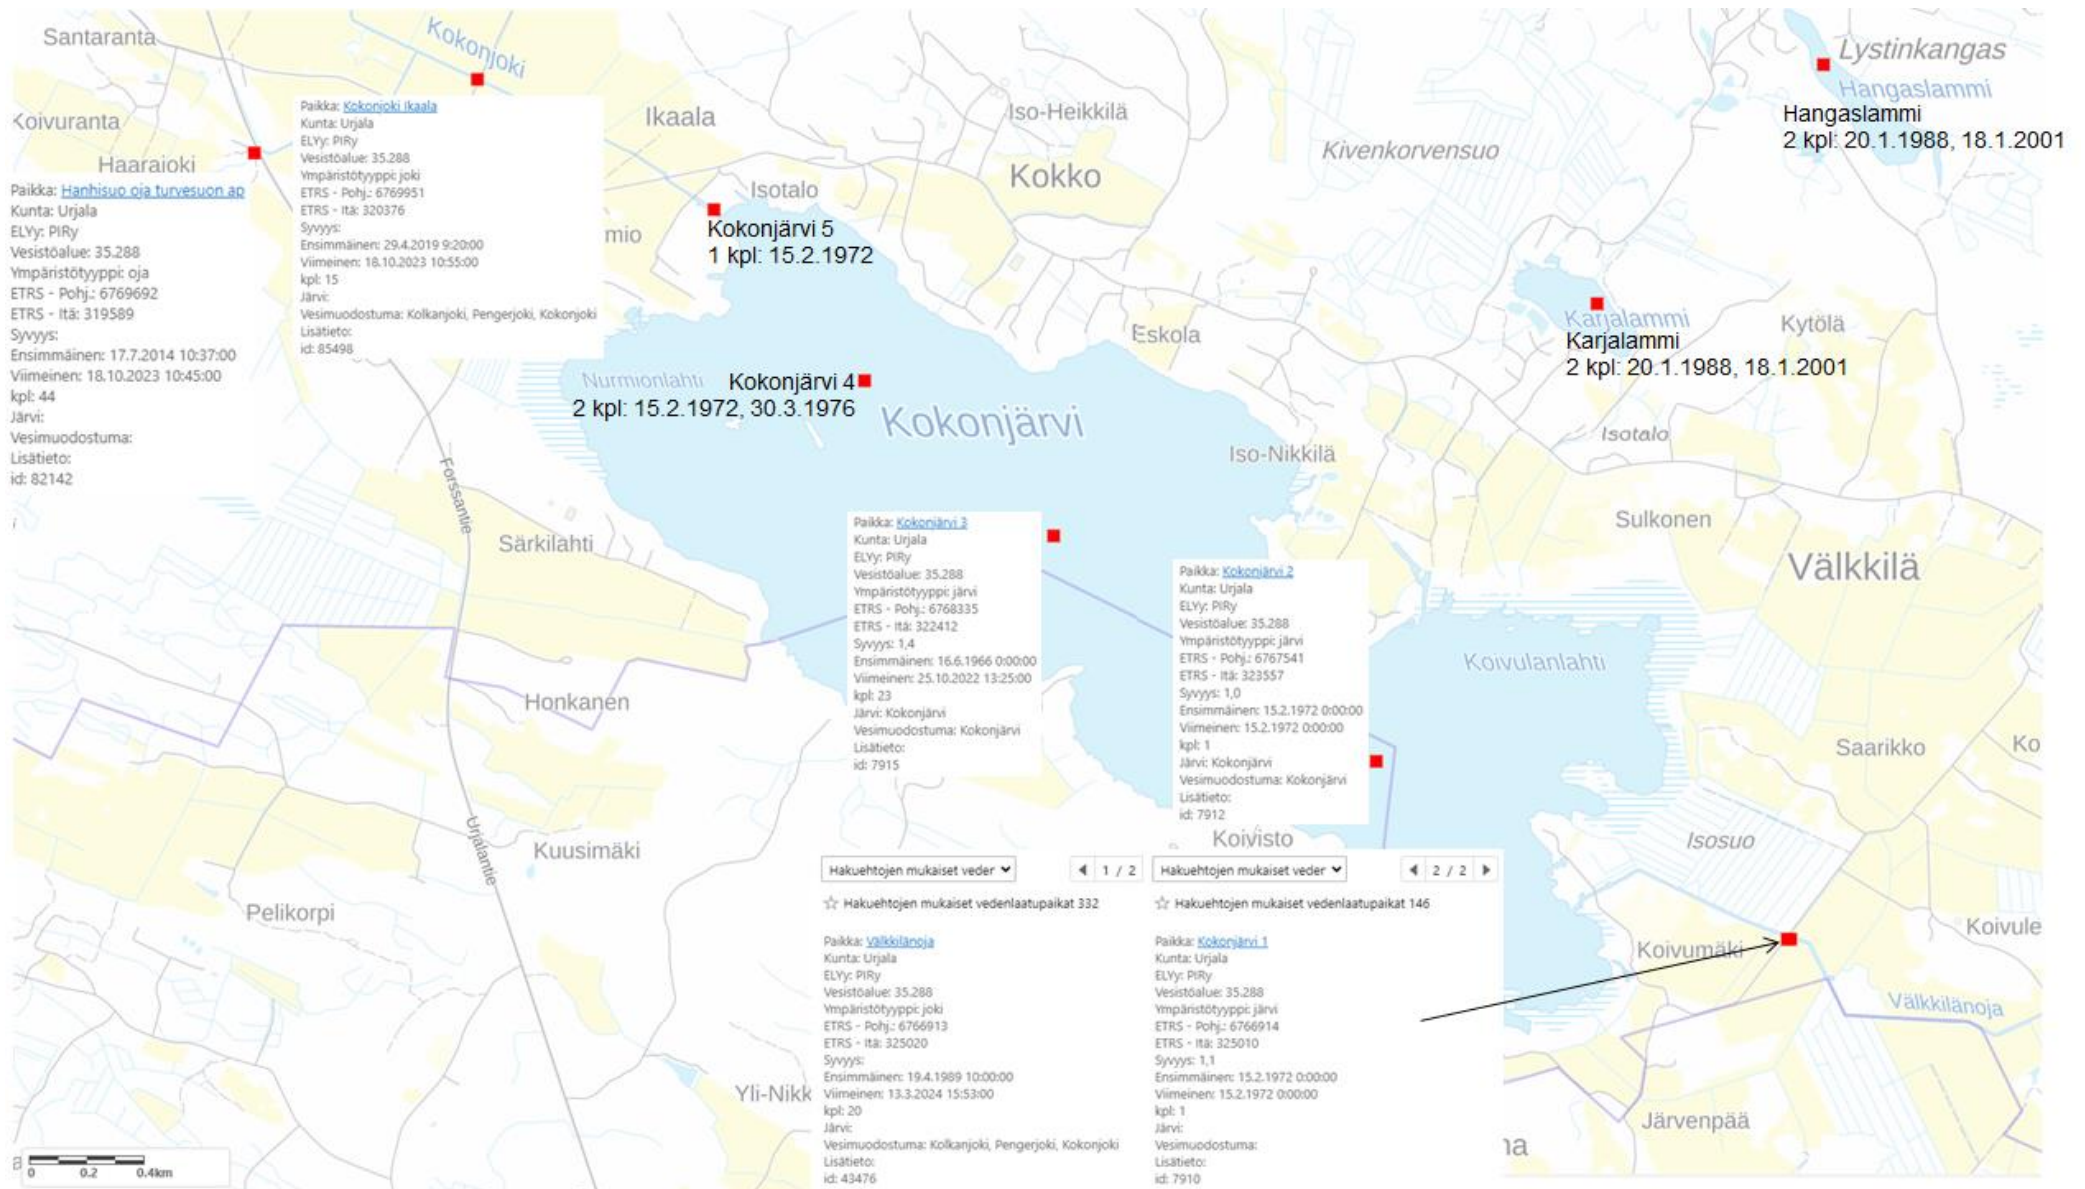 Santaranta
Kokonjoki
Lystinkangas
Hangaslammi
Hangaslammi
2 kpl: 20.1.1988, 18.1.2001
Koivuranta
Haarajoki
Paikka: Hanhisuo oja turvesuon ap
Kunta: Urjala
ELYy: PIRy
Vesistöalue: 35.288
Ympäristötyyppi: oja
ETRS - Pohj.: 6769692
ETRS - Itä: 319589
Syvyys:
Ensimmäinen: 17.7.2014 10:37:00
Viimeinen: 18.10.2023 10:45:00
kpl: 44
Järvi:
Vesimuodostuma:
Lisätieto:
id: 82142
Paikka: Kokonjoki Ikaala
Kunta: Urjala
ELYy: PIRy
Vesistöalue: 35.288
Ympäristötyyppi: joki
ETRS - Pohj.: 6769951
ETRS - Itä: 320376
Syvyys:
Ensimmäinen: 29.4.2019 9:20:00
Viimeinen: 18.10.2023 10:55:00
kpl: 15
Järvi:
Vesimuodostuma: Kolkanjoki, Pengerjoki, Kokonjoki
Lisätieto:
id: 85498
Ikaala
Iso-Heikkilä
Kivenkorvensuo
Kokko
Isotalo
mio
Kokonjärvi 5
1 kpl: 15.2.1972
Eskola
Karjalammi
Karjalammi
2 kpl: 20.1.1988, 18.1.2001
Kytölä
Nurmionlahti
Kokonjärvi 4
2 kpl: 15.2.1972, 30.3.1976
Kokonjärvi
Isotalo
Iso-Nikkilä
Forssantie
Särkilahti
Sulkonen
Välkkilä
Paikka: Kokonjärvi 3
Kunta: Urjala
ELYy: PIRy
Vesistöalue: 35.288
Ympäristötyyppi: järvi
ETRS - Pohj.: 6768335
ETRS - Itä: 322412
Syvyys: 1,4
Ensimmäinen: 16.6.1966 0:00:00
Viimeinen: 25.10.2022 13:25:00
kpl: 23
Järvi: Kokonjärvi
Vesimuodostuma: Kokonjärvi
Lisätieto:
id: 7915
Paikka: Kokonjärvi 2
Kunta: Urjala
ELYy: PIRy
Vesistöalue: 35.288
Ympäristötyyppi: järvi
ETRS - Pohj.: 6767541
ETRS - Itä: 323557
Syvyys: 1,0
Ensimmäinen: 15.2.1972 0:00:00
Viimeinen: 15.2.1972 0:00:00
kpl: 1
Järvi: Kokonjärvi
Vesimuodostuma: Kokonjärvi
Lisätieto:
id: 7912
Koivulanlahti
Honkanen
Saarikko
Ko
Urjalantie
Kuusimäki
Koivisto
Isosuo
Pelikorpi
Koivule
Koivumäki
Välkkilänoja
Hakuehtojen mukaiset veder
1 / 2
Hakuehtojen mukaiset vedenlaatupaikat 332
Paikka: Välkkilänoja
Kunta: Urjala
ELYy: PIRy
Vesistöalue: 35.288
Ympäristötyyppi: joki
ETRS - Pohj.: 6766913
ETRS - Itä: 325020
Syvyys:
Ensimmäinen: 19.4.1989 10:00:00
Viimeinen: 13.3.2024 15:53:00
kpl: 20
Järvi:
Vesimuodostuma: Kolkanjoki, Pengerjoki, Kokonjoki
Lisätieto:
id: 43476
Hakuehtojen mukaiset veder
2 / 2
Hakuehtojen mukaiset vedenlaatupaikat 146
Paikka: Kokonjärvi 1
Kunta: Urjala
ELYy: PIRy
Vesistöalue: 35.288
Ympäristötyyppi: järvi
ETRS - Pohj.: 6766914
ETRS - Itä: 325010
Syvyys: 1,1
Ensimmäinen: 15.2.1972 0:00:00
Viimeinen: 15.2.1972 0:00:00
kpl: 1
Järvi:
Vesimuodostuma:
Lisätieto:
id: 7910
Yli-Nikk
Järvenpää
na
0 0.2 0.4km